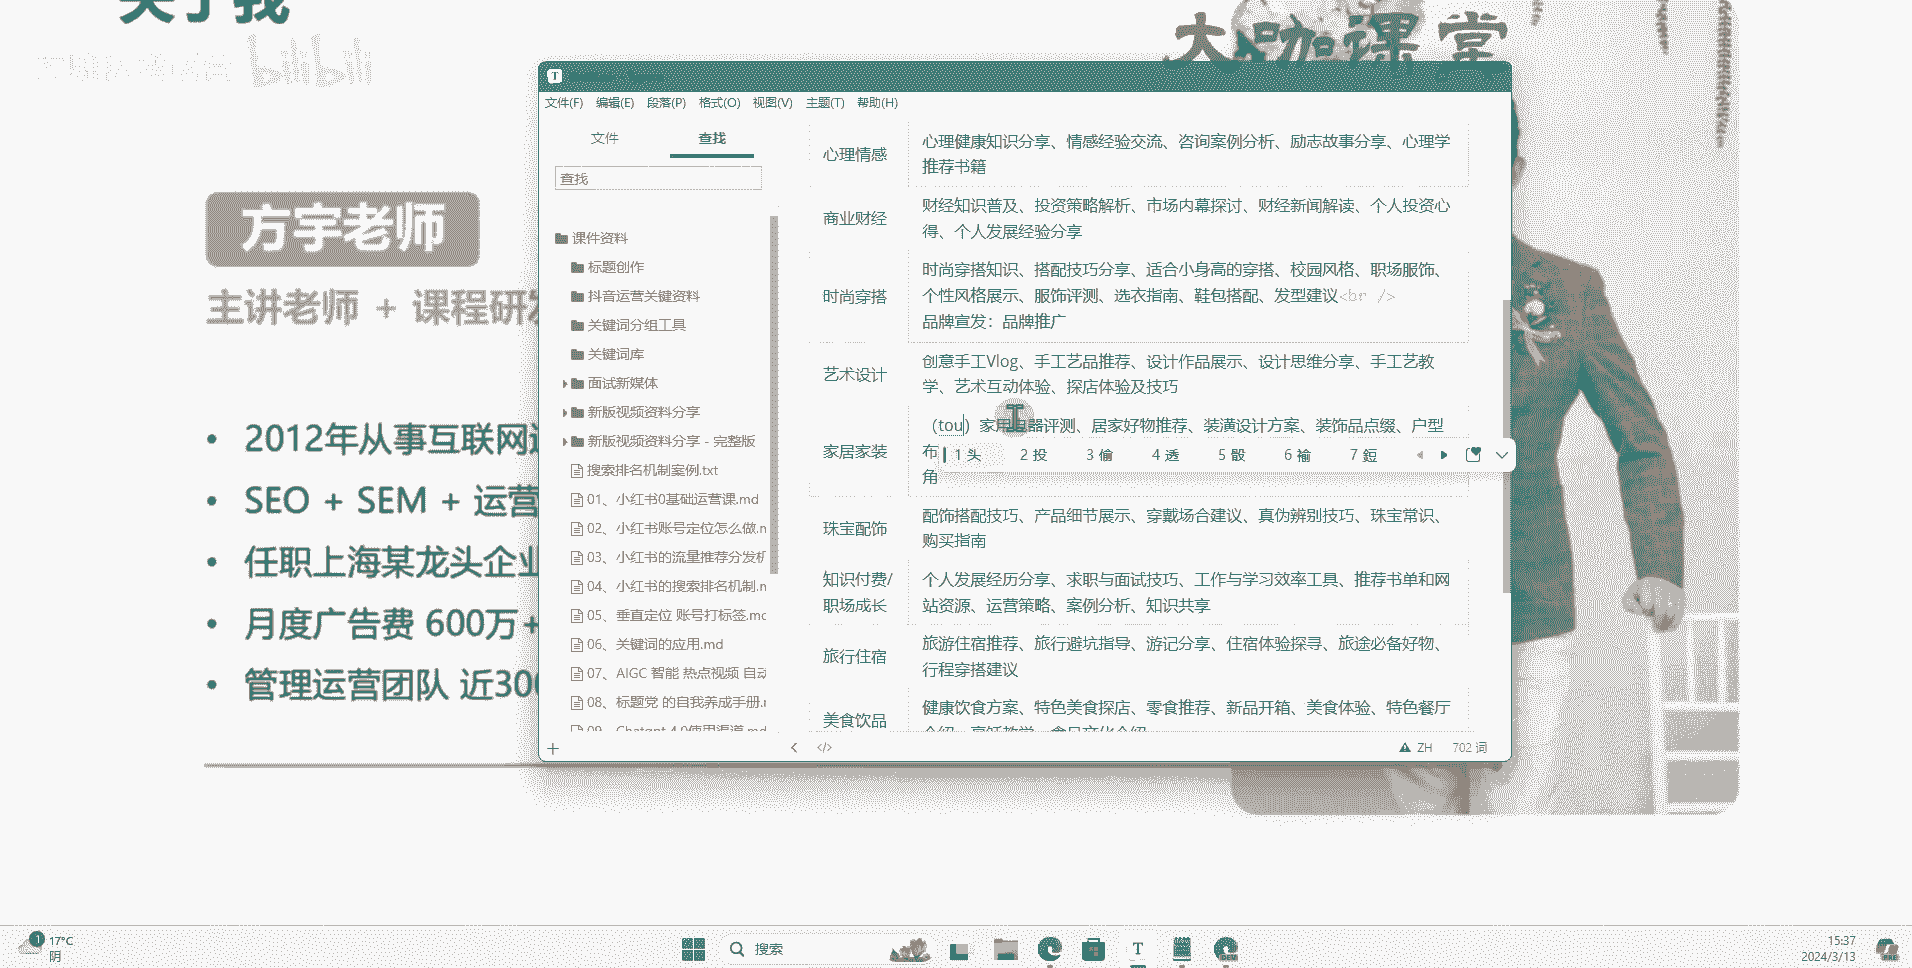 关于我
bilibili
大咖课堂
方宇老师
主讲老师 + 课程研发
• 2012年从事互联网运
• SEO + SEM + 运营
• 任职上海某龙头企业
• 月度广告费 600万+
• 管理运营团队 近300
T
文件(F) 编辑(E) 段落(P) 格式(O) 视图(V) 主题(T) 帮助(H)
文件 查找
查找
课件资料
标题创作
抖音运营关键资料
关键词分组工具
关键词库
面试新媒体
新版视频资料分享
新版视频资料分享 - 完整版
搜索排名机制案例.txt
01、小红书0基础运营课.md
02、小红书账号定位怎么做.m
03、小红书的流量推荐分发机
04、小红书的搜索排名机制.m
05、垂直定位 账号打标签.md
06、关键词的应用.md
07、AIGC 智能 热点视频 自动
08、标题党 的自我养成手册.m
09、Chatgpt 4.0使用渠道.md
心理情感
心理健康知识分享、情感经验交流、咨询案例分析、励志故事分享、心理学
推荐书籍
商业财经
财经知识普及、投资策略解析、市场内幕探讨、财经新闻解读、个人投资心
得、个人发展经验分享
时尚穿搭
时尚穿搭知识、搭配技巧分享、适合小身高的穿搭、校园风格、职场服饰、
个性风格展示、服饰评测、选衣指南、鞋包搭配、发型建议<br />
品牌宣发：品牌推广
艺术设计
创意手工Vlog、手工艺品推荐、设计作品展示、设计思维分享、手工艺教
学、艺术互动体验、探店体验及技巧
家居家装
（tou）家用电器评测、居家好物推荐、装潢设计方案、装饰品点缀、户型
布
角
1 头 2 投 3 偷 4 透 5 骰 6 褕 7 鋀
珠宝配饰
配饰搭配技巧、产品细节展示、穿戴场合建议、真伪辨别技巧、珠宝常识、
购买指南
知识付费/
职场成长
个人发展经历分享、求职与面试技巧、工作与学习效率工具、推荐书单和网
站资源、运营策略、案例分析、知识共享
旅行住宿
旅游住宿推荐、旅行避坑指导、游记分享、住宿体验探寻、旅途必备好物、
行程穿搭建议
美食饮品
健康饮食方案、特色美食探店、零食推荐、新品开箱、美食体验、特色餐厅
介绍、烹饪教学、食品文化介绍
+ < </> ZH 702 词
1 17°C
阴
搜索
T
15:37
2024/3/13